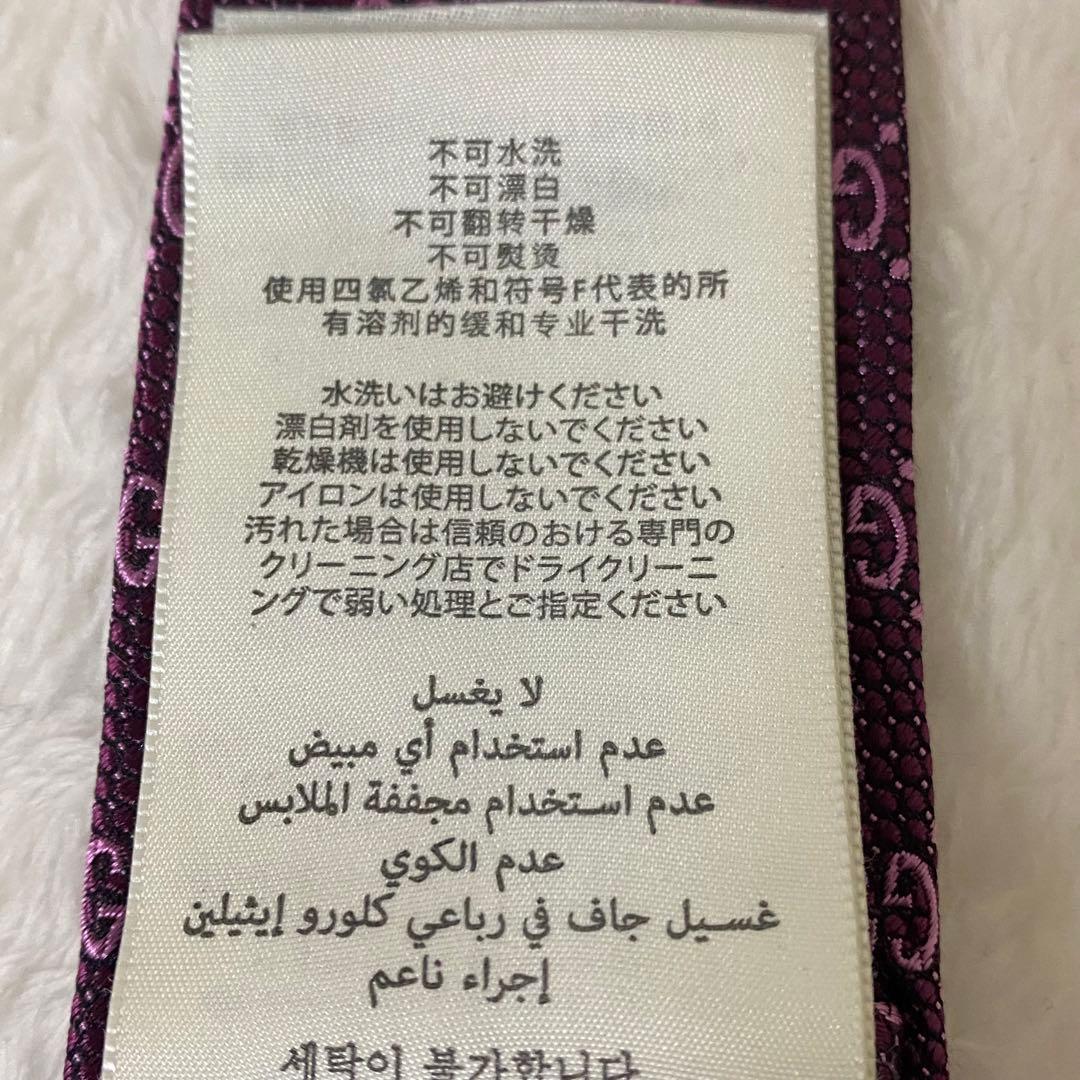 不可水洗
不可漂白
不可翻转干燥
不可熨烫
使用四氯乙烯和符号F代表的所
有溶剂的缓和专业干洗
水洗いはお避けください
漂白剤を使用しないでください
乾燥機は使用しないでください
アイロンは使用しないでください
汚れた場合は信頼のおける専門の
クリーニング店でドライクリーニ
ングで弱い処理とご指定ください
لا يغسل
عدم استخدام أي مبيض
عدم استخدام مجففة الملابس
عدم الكوي
غسيل جاف في رباعي كلورو إيثيلين
إجراء ناعم
세탁이 불가합니다